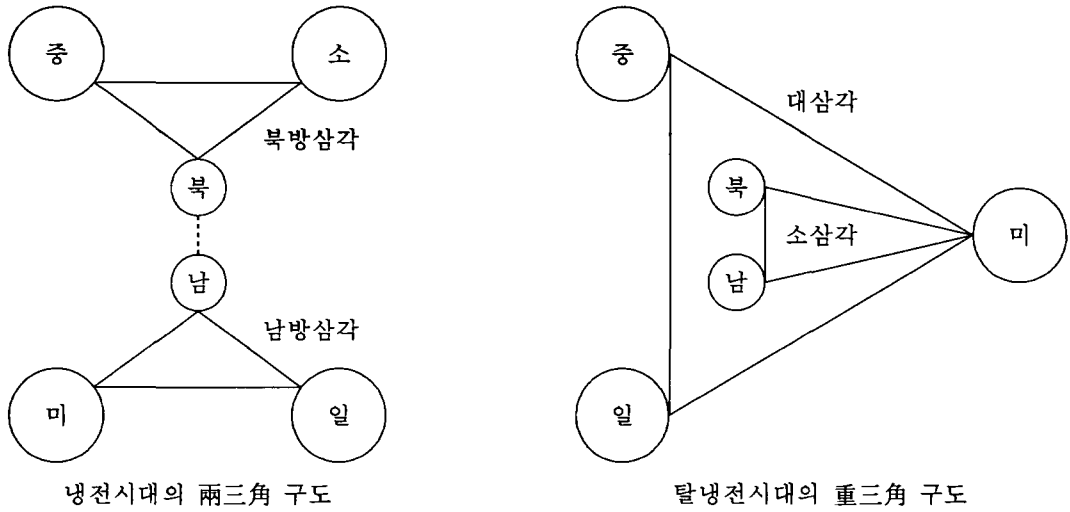 중
소
북방삼각
북
남
남방삼각
미
일
냉전시대의 兩三角 구도
중
대삼각
북
소삼각
미
남
일
탈냉전시대의 重三角 구도